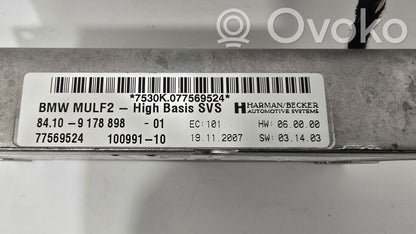 Ovoko
*7530K.077569524*
BMW MULF2 - High Basis SVS
HARMAN/BECKER
AUTOMOTIVE SYSTEMS
84.10 - 9 178 898 - 01 EC: 101 HW: 06.00.00
77569524 100991-10 19.11.2007 SW: 03.14.03